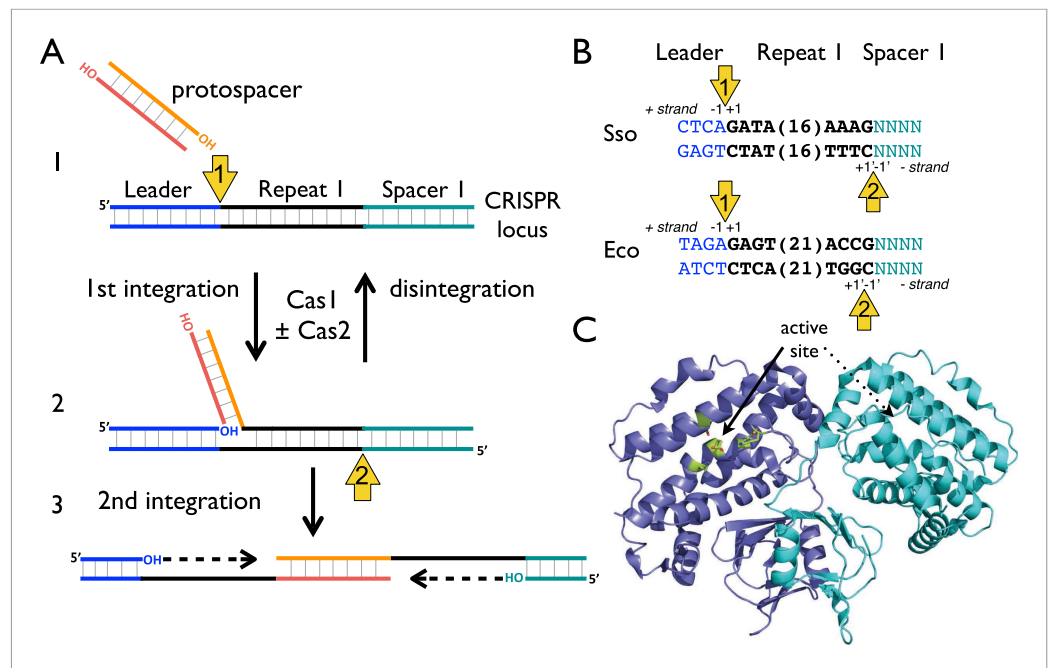 A
HO
protospacer
OH
1
1
Leader Repeat 1 Spacer 1
5'
CRISPR
locus
1st integration
Cas1
± Cas2
disintegration
HO
2
OH
5'
2
3
2nd integration
5'
OH
HO
5'
B
Leader Repeat 1 Spacer 1
1
+ strand -1 +1
Sso
CTCAGATA(16)AAAGNNNN
GAGTCTAT(16)TTTCNNNN
+1'-1' - strand
2
1
+ strand -1 +1
Eco
TAGAGAGT(21)ACCGNNNN
ATCTCTCA(21)TGGCNNNN
+1'-1' - strand
2
C
active
site